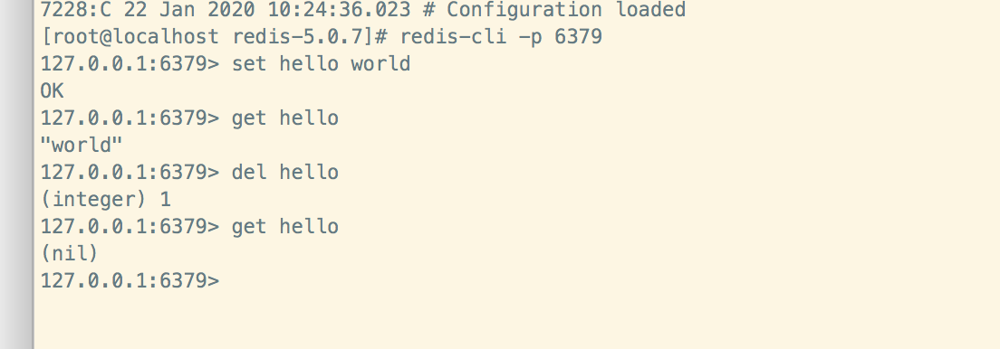 7228:C 22 Jan 2020 10:24:36.023 # Configuration loaded
[root@localhost redis-5.0.7]# redis-cli -p 6379
127.0.0.1:6379> set hello world
OK
127.0.0.1:6379> get hello
"world"
127.0.0.1:6379> del hello
(integer) 1
127.0.0.1:6379> get hello
(nil)
127.0.0.1:6379>